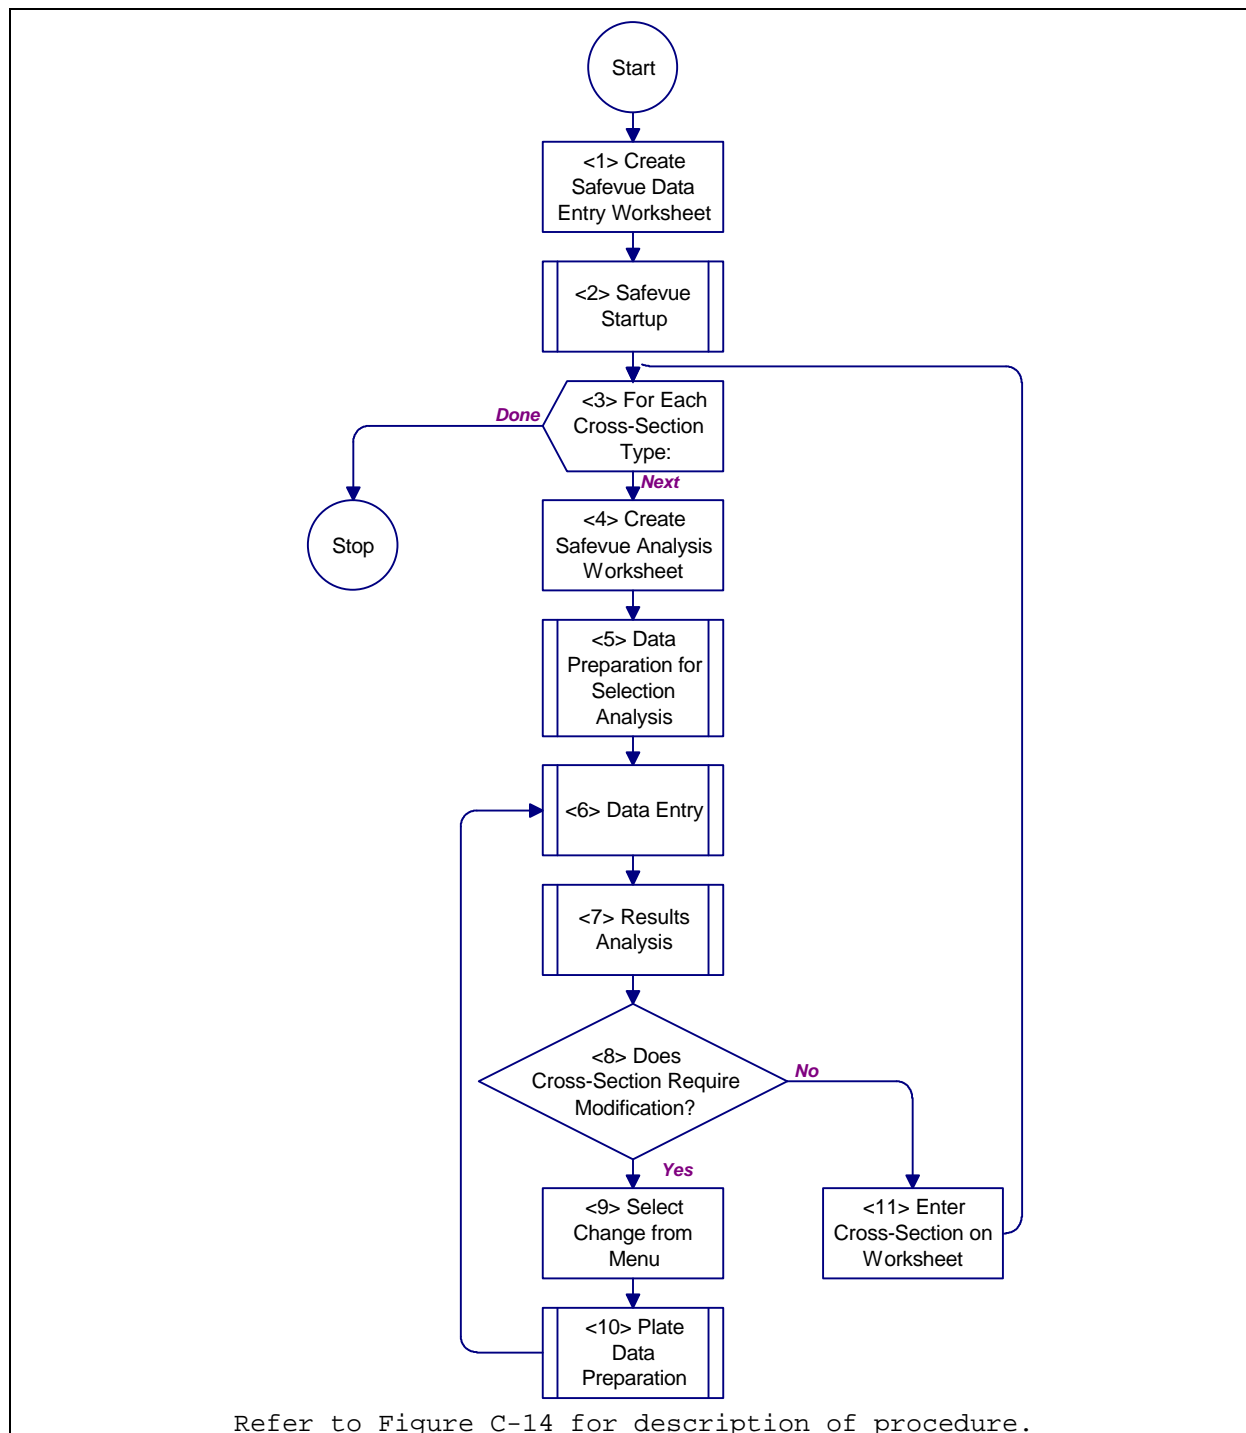 Start
<1> Create
Safevue Data
Entry Worksheet
<2> Safevue
Startup
<3> For Each
Cross-Section
Type:
Done
Next
Stop
<4> Create
Safevue Analysis
Worksheet
<5> Data
Preparation for
Selection
Analysis
<6> Data Entry
<7> Results
Analysis
<8> Does
Cross-Section Require
Modification?
No
Yes
<9> Select
Change from
Menu
<11> Enter
Cross-Section on
Worksheet
<10> Plate
Data
Preparation
Refer to Figure C-14 for description of procedure.